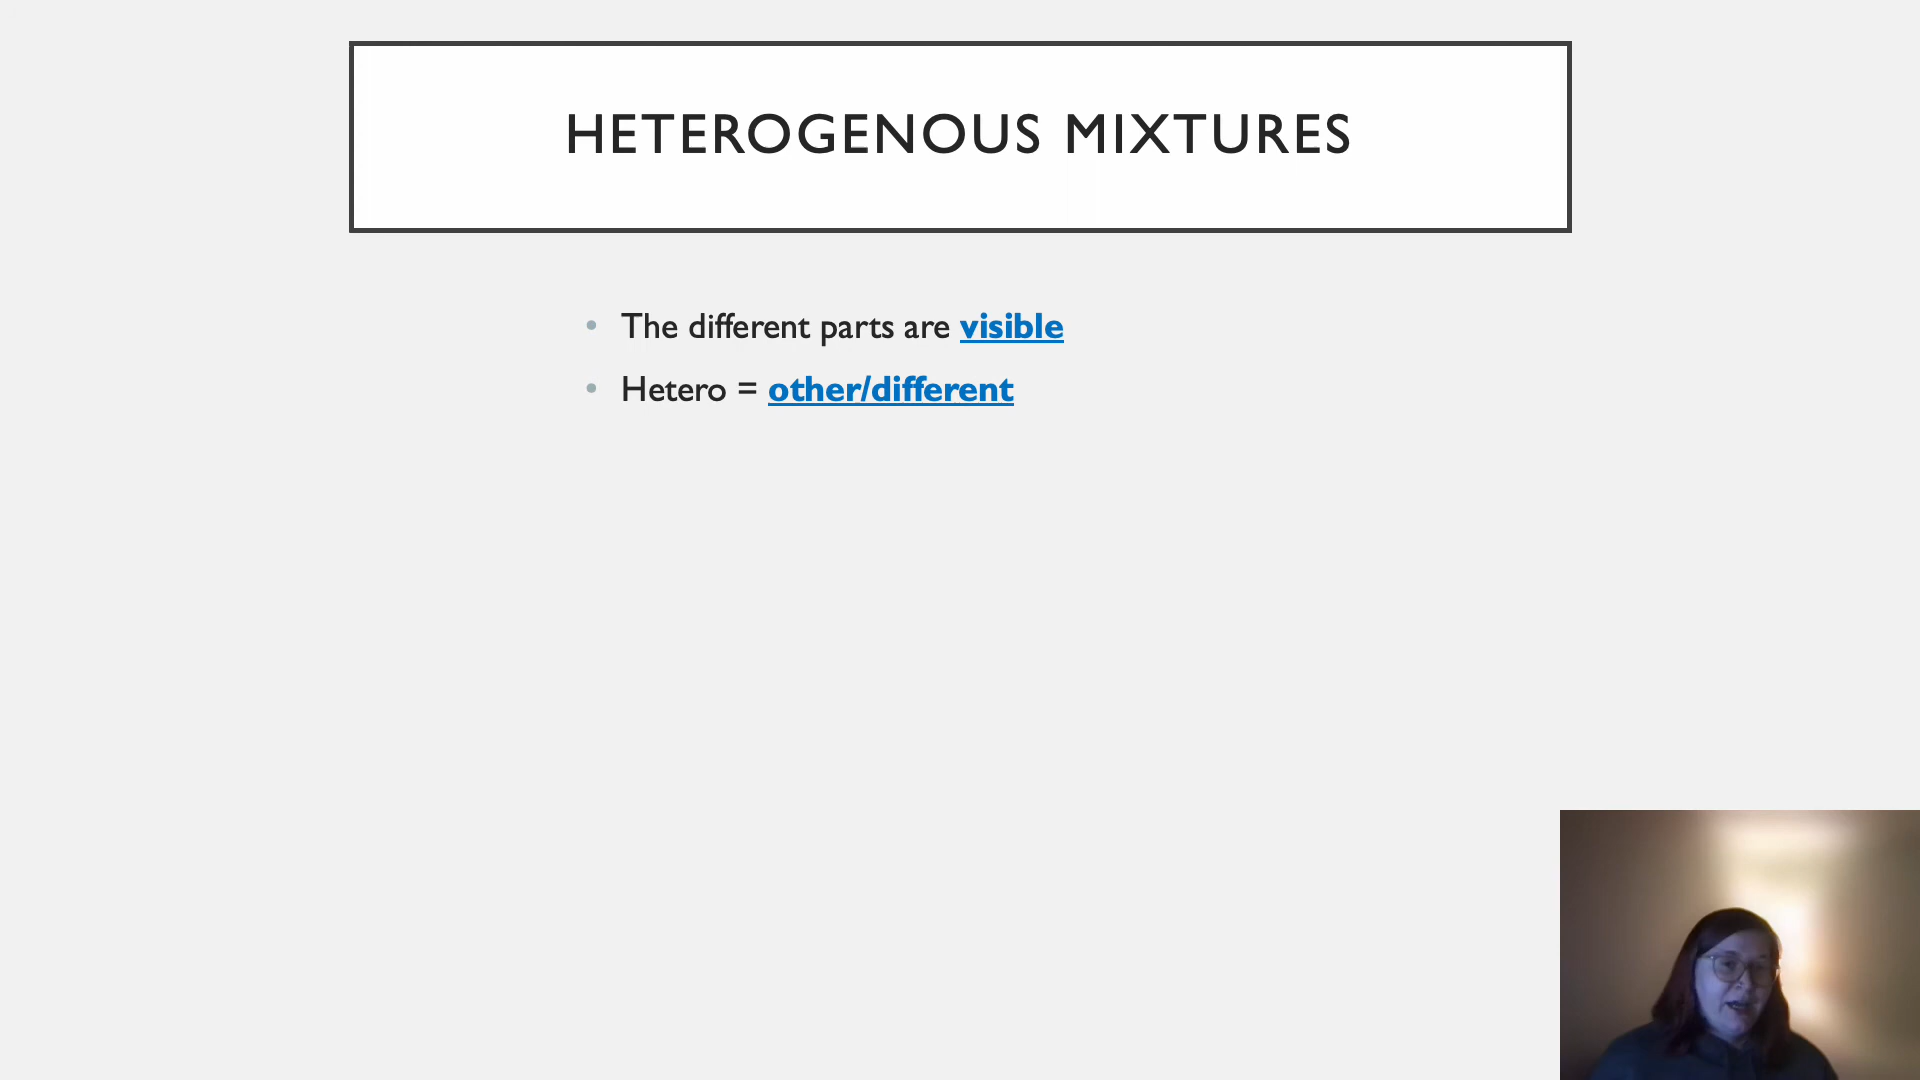 HETEROGENOUS MIXTURES
• The different parts are visible
• Hetero = other/different